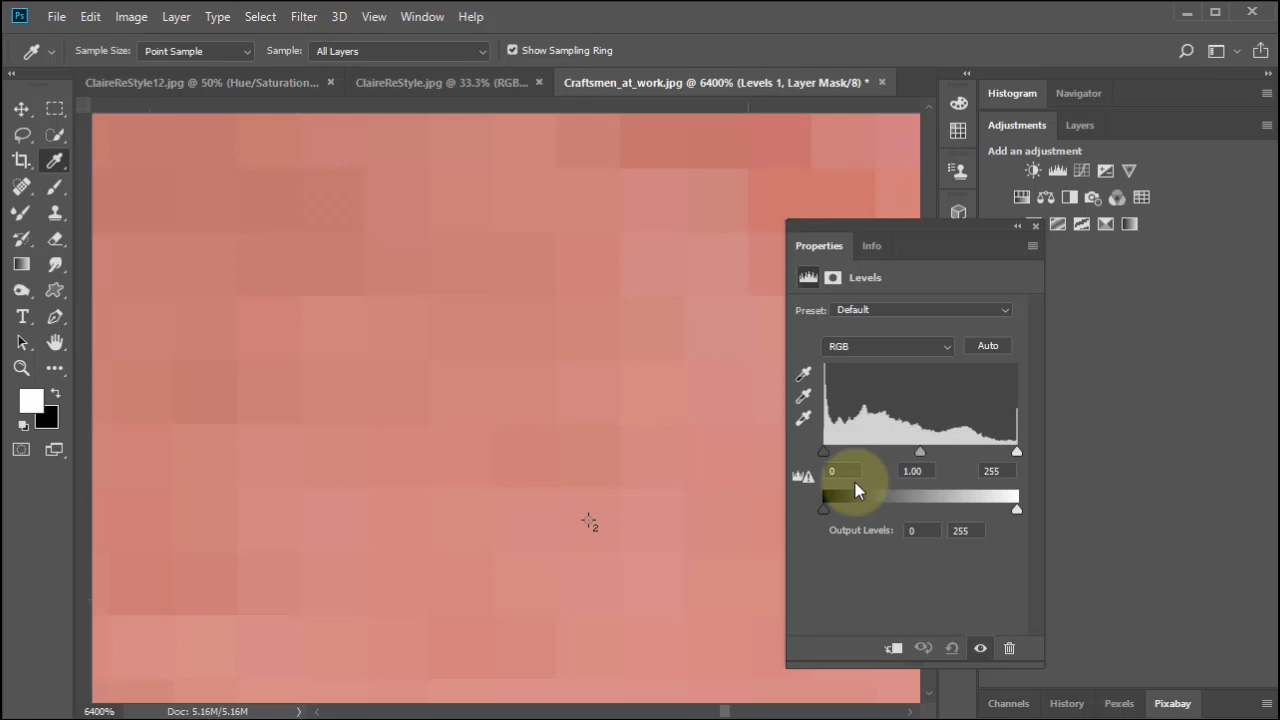 Ps File Edit Image Layer Type Select Filter 3D View Window Help
Sample Size: Point Sample Sample: All Layers Show Sampling Ring
ClaireReStyle12.jpg @ 50% (Hue/Saturation... × ClaireReStyle.jpg @ 33.3% (RGB... × Craftsmen_at_work.jpg @ 6400% (Levels 1, Layer Mask/8) * ×
Histogram Navigator
Adjustments Layers
Add an adjustment
Properties Info
Levels
Preset: Default
RGB Auto
0 1.00 255
Output Levels: 0 255
2
6400% Doc: 5.16M/5.16M
Channels History Pixels Pixabay